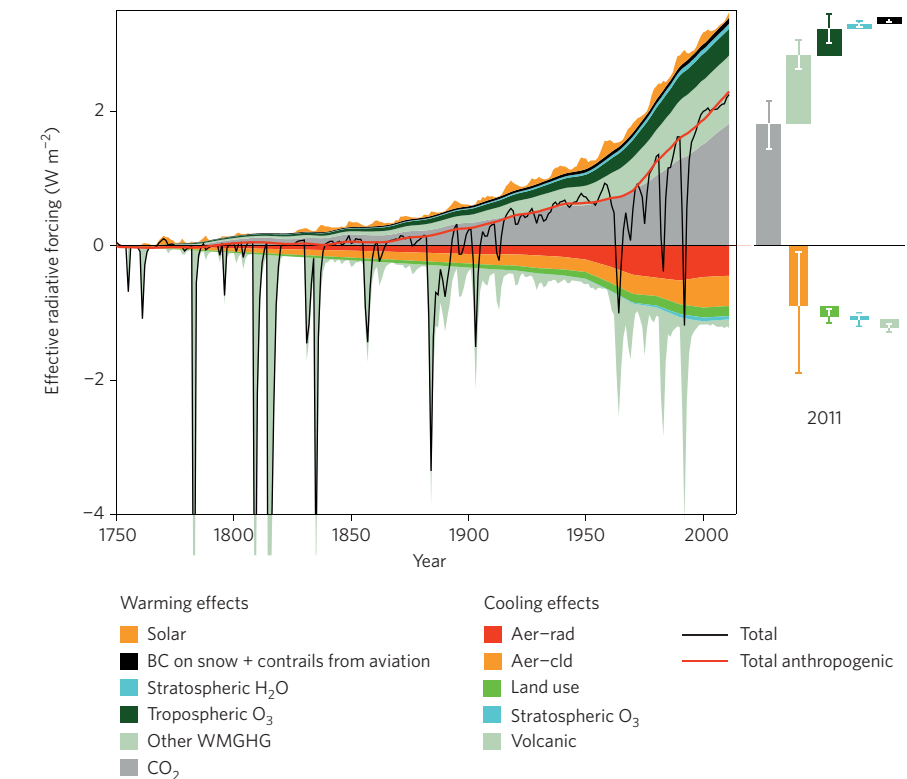 Effective radiative forcing (W m−2)
2
0
−2
−4
1750 1800 1850 1900 1950 2000
Year
2011
Warming effects
Solar
BC on snow + contrails from aviation
Stratospheric H2O
Tropospheric O3
Other WMGHG
CO2
Cooling effects
Aer−rad
Aer−cld
Land use
Stratospheric O3
Volcanic
Total
Total anthropogenic